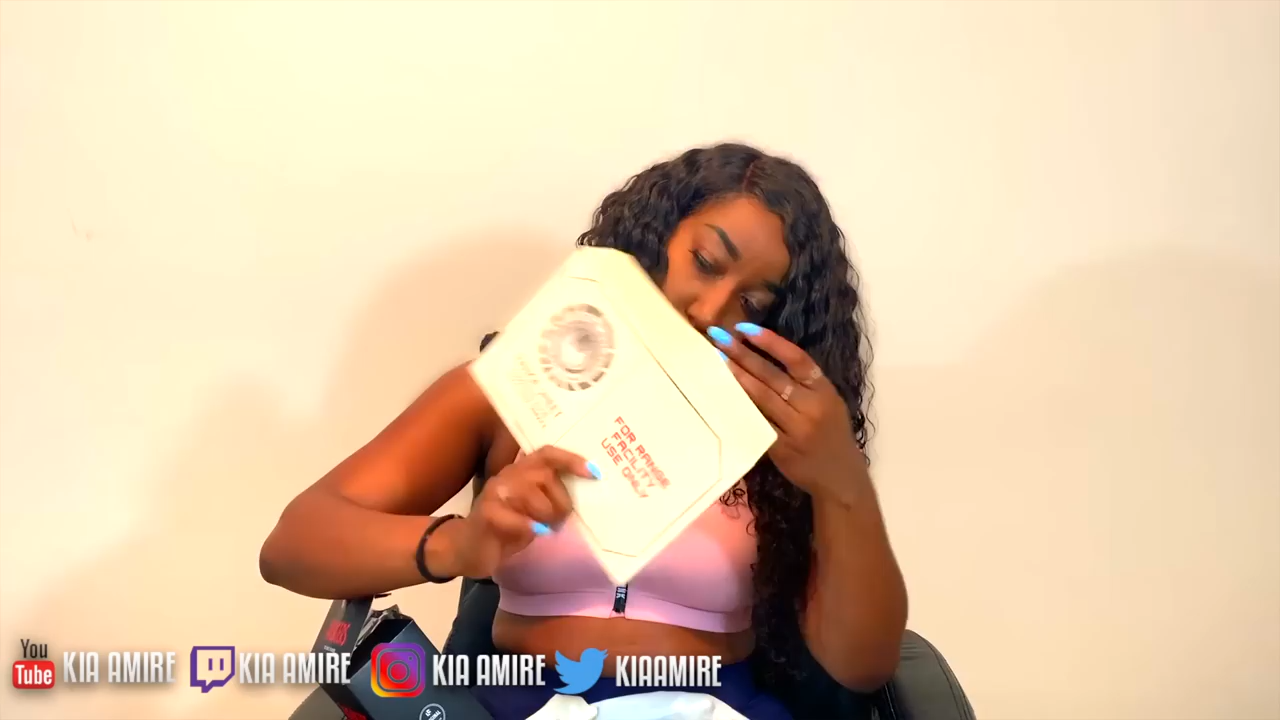 FOR RANGE
FACILITY
USE ONLY
You
Tube
KIA AMIRE
KIA AMIRE
KIA AMIRE
KIAAMIRE